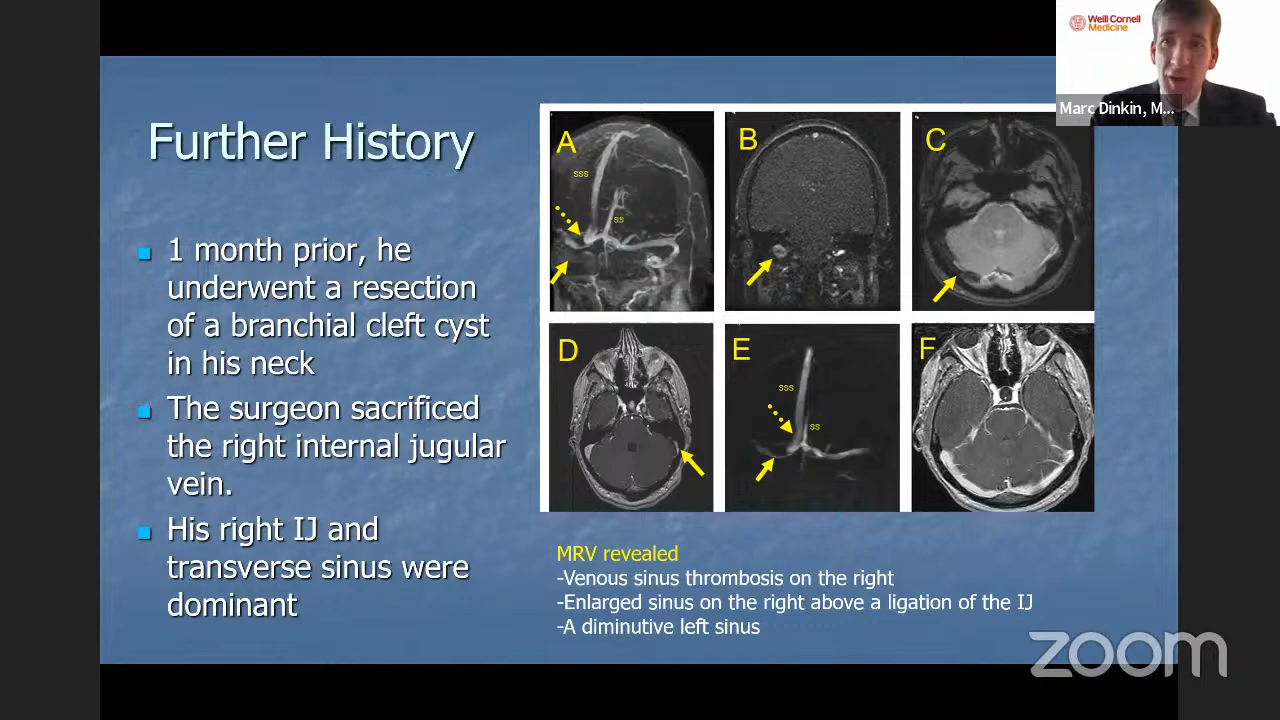 Weill Cornell
Medicine
Marc Dinkin, M...
Further History
1 month prior, he
underwent a resection
of a branchial cleft cyst
in his neck
The surgeon sacrificed
the right internal jugular
vein.
His right IJ and
transverse sinus were
dominant
A
sss
ss
B
C
D
E
sss
ss
F
MRV revealed
-Venous sinus thrombosis on the right
-Enlarged sinus on the right above a ligation of the IJ
-A diminutive left sinus
zoom